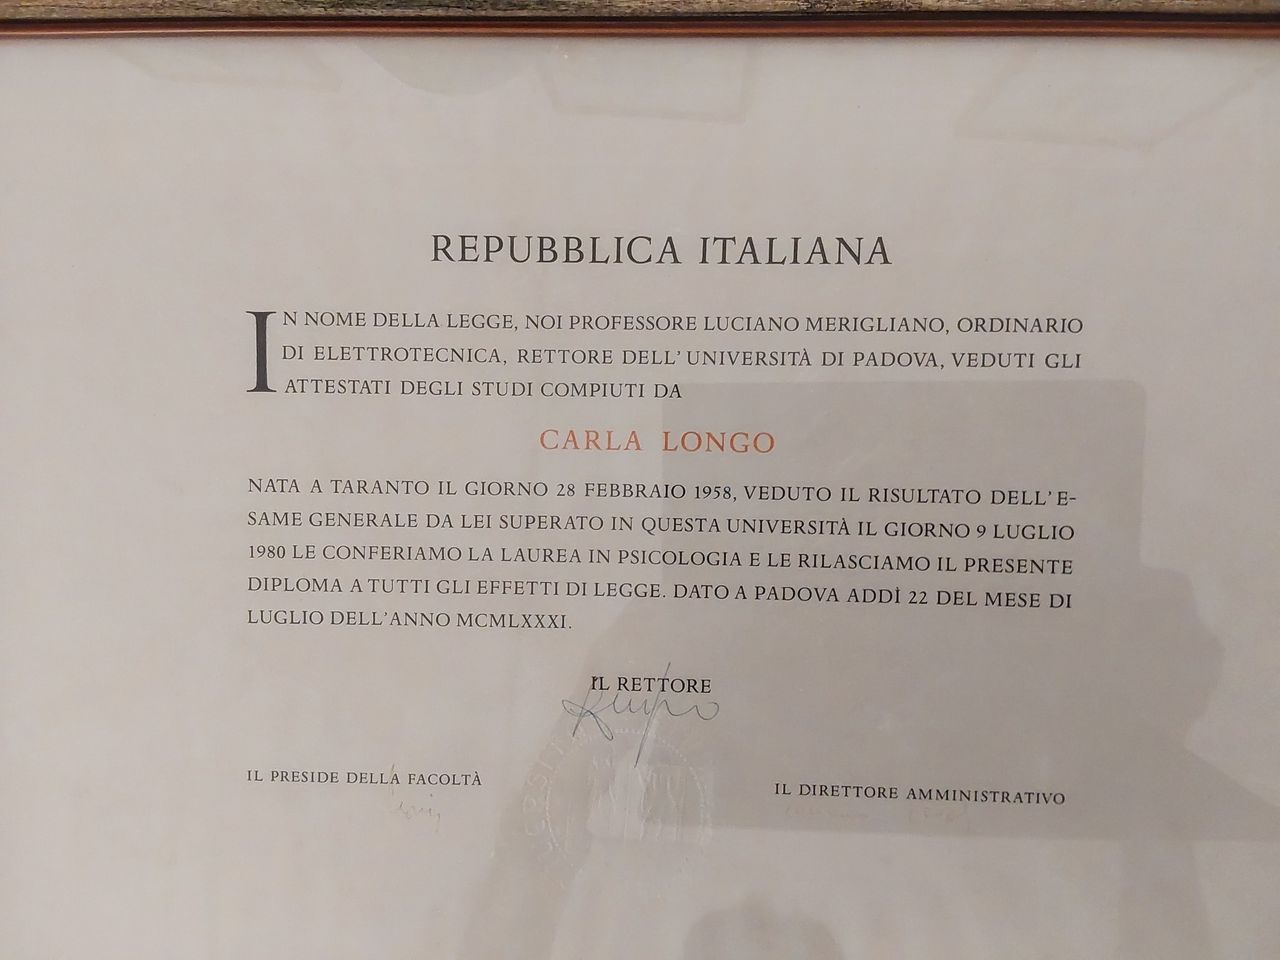 REPUBBLICA ITALIANA
IN NOME DELLA LEGGE, NOI PROFESSORE LUCIANO MERIGLIANO, ORDINARIO
DI ELETTROTECNICA, RETTORE DELL'UNIVERSITÀ DI PADOVA, VEDUTI GLI
ATTESTATI DEGLI STUDI COMPIUTI DA
CARLA LONGO
NATA A TARANTO IL GIORNO 28 FEBBRAIO 1958, VEDUTO IL RISULTATO DELL'E-
SAME GENERALE DA LEI SUPERATO IN QUESTA UNIVERSITÀ IL GIORNO 9 LUGLIO
1980 LE CONFERIAMO LA LAUREA IN PSICOLOGIA E LE RILASCIAMO IL PRESENTE
DIPLOMA A TUTTI GLI EFFETTI DI LEGGE. DATO A PADOVA ADDÌ 22 DEL MESE DI
LUGLIO DELL'ANNO MCMLXXXI.
IL RETTORE
IL PRESIDE DELLA FACOLTÀ
IL DIRETTORE AMMINISTRATIVO